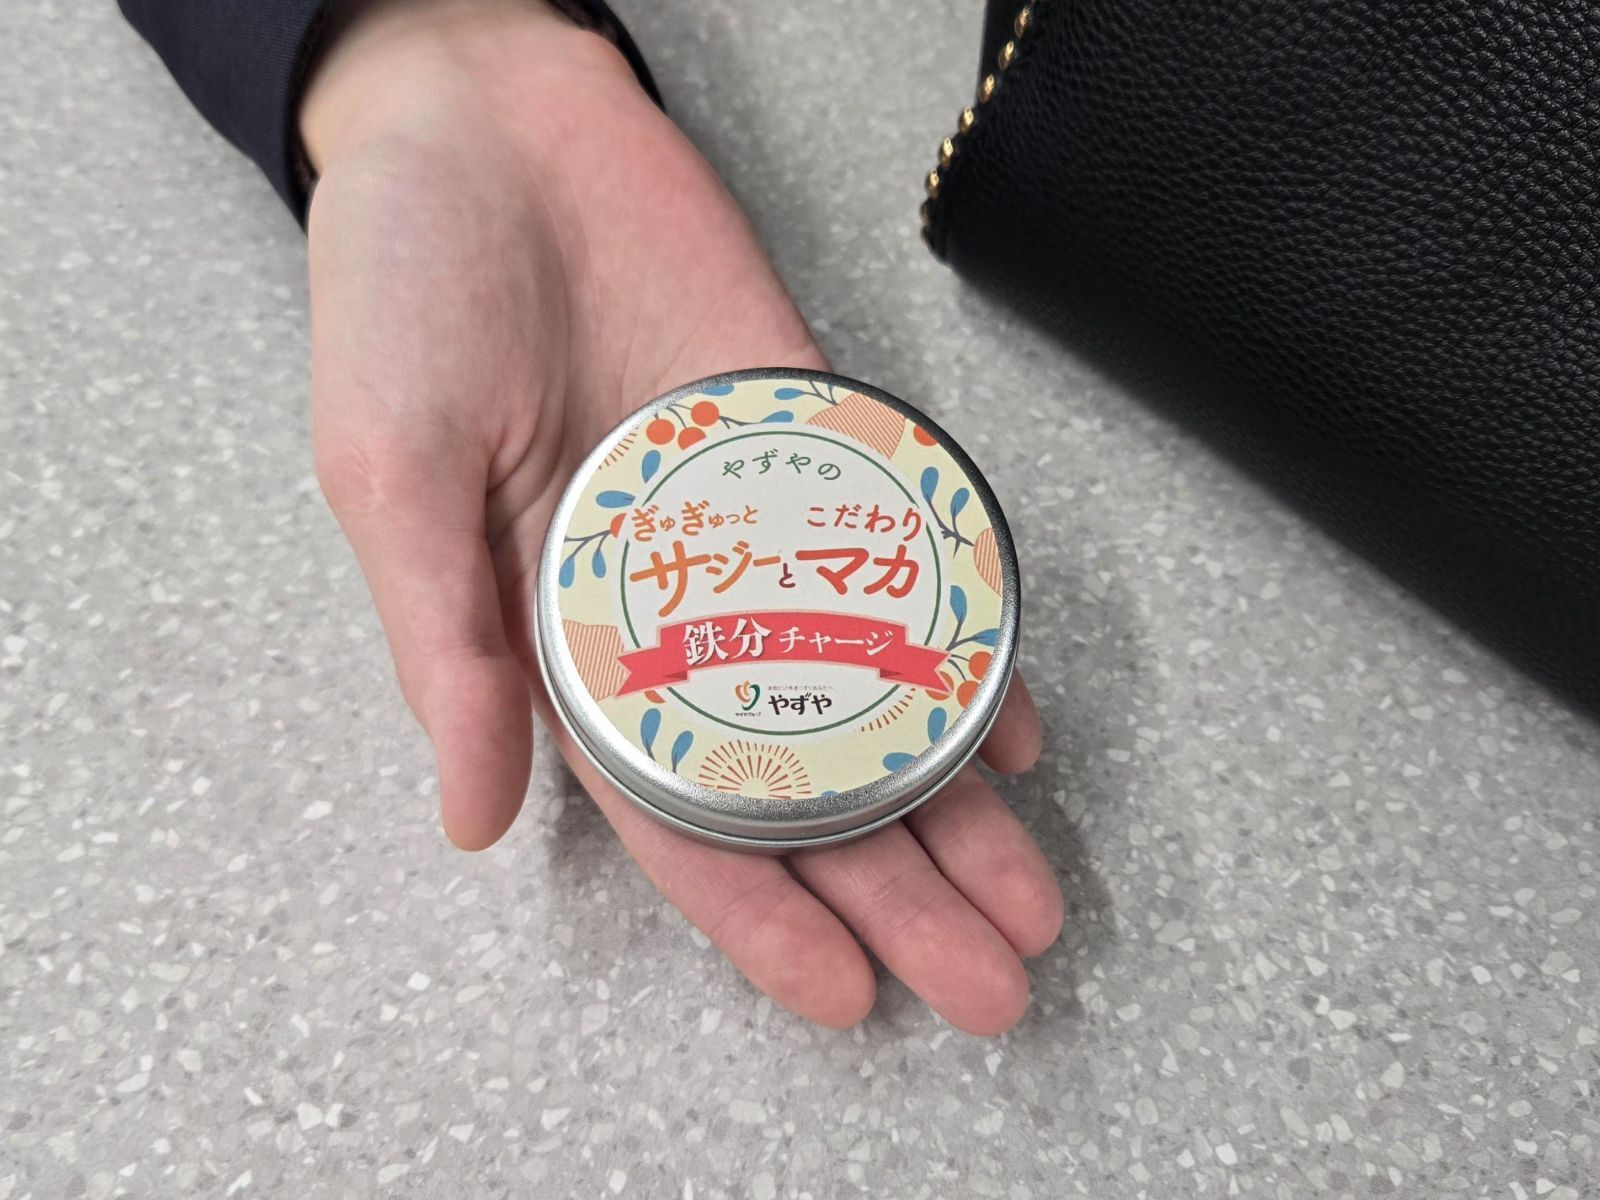 やずやの
ぎゅぎゅっと こだわり
サジーとマカ
鉄分 チャージ
やずや